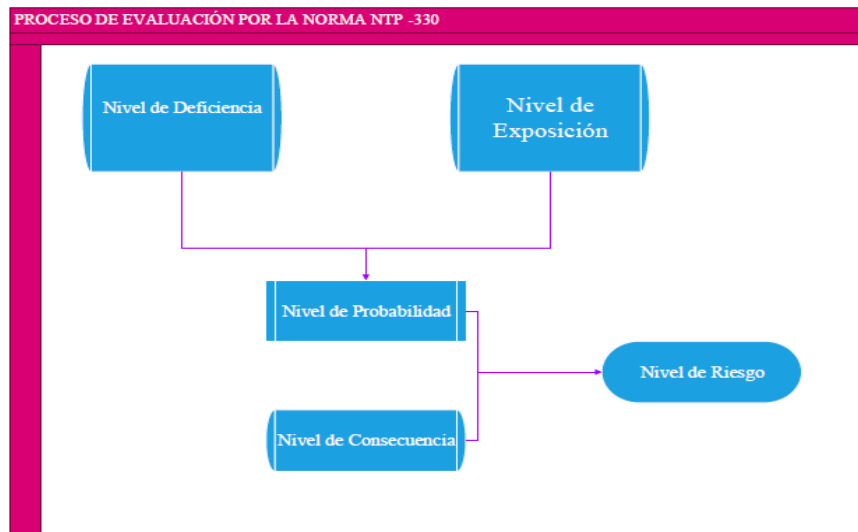 PROCESO DE EVALUACIÓN POR LA NORMA NTP -330
Nivel de Deficiencia
Nivel de
Exposición
Nivel de Probabilidad
Nivel de Riesgo
Nivel de Consecuencia